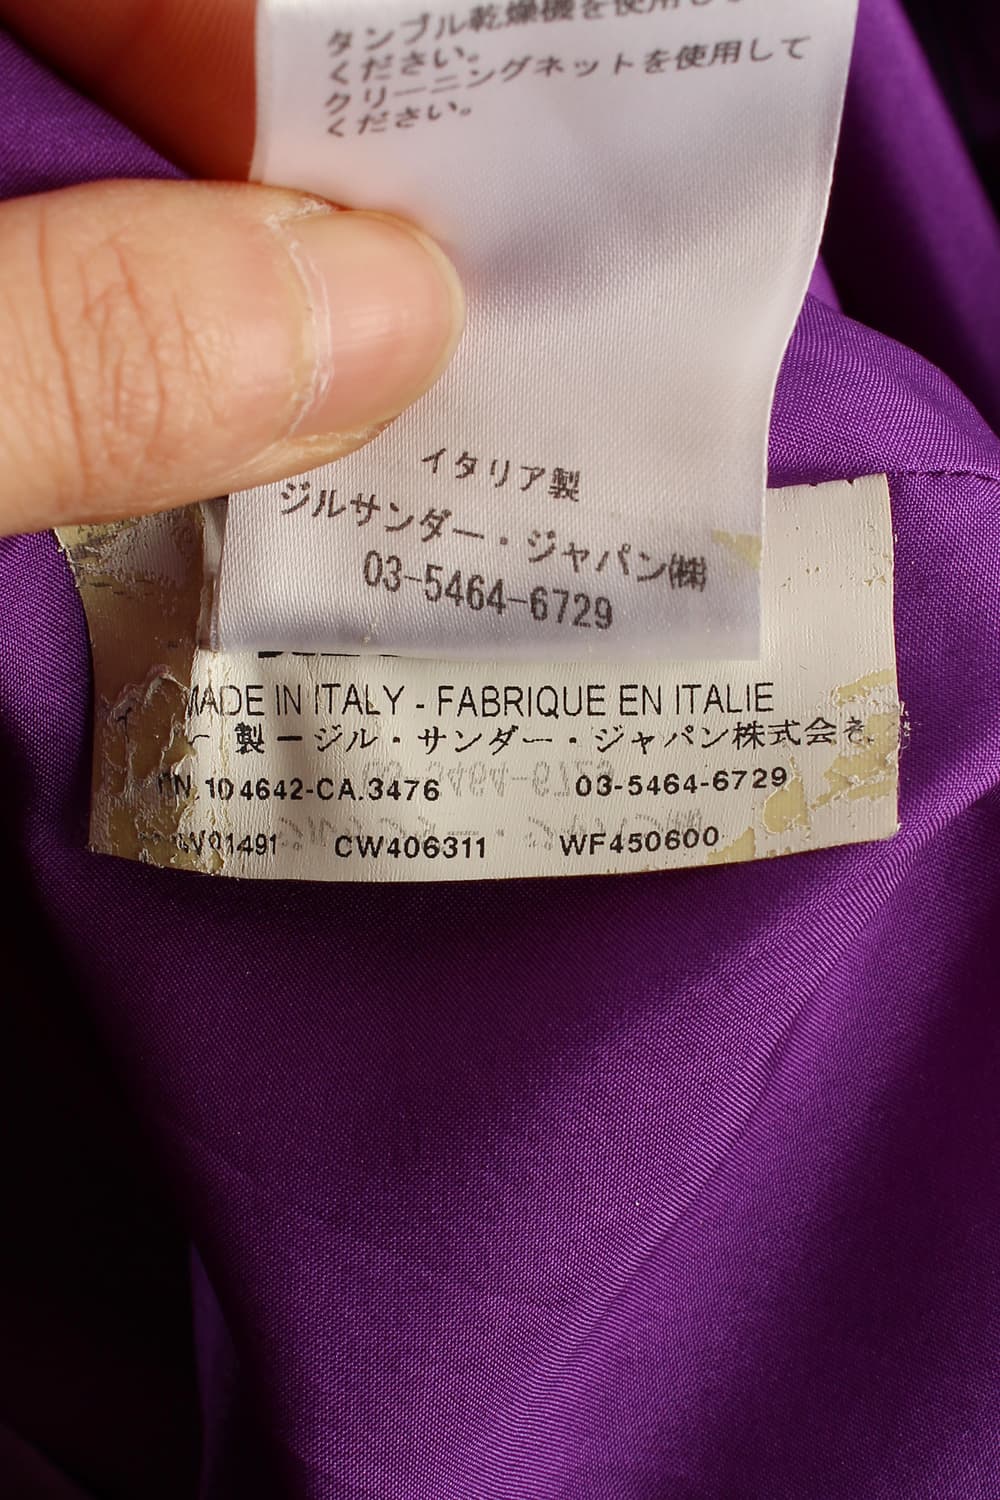 タンブル乾燥機を使用し
ください。
クリーニングネットを使用して
ください。
イタリア製
ジルサンダー・ジャパン㈱
03-5464-6729
MADE IN ITALY - FABRIQUE EN ITALIE
製ージル・サンダー・ジャパン株式会
N.104642-CA.3476 03-5464-6729
01491 CW406311 WF450600